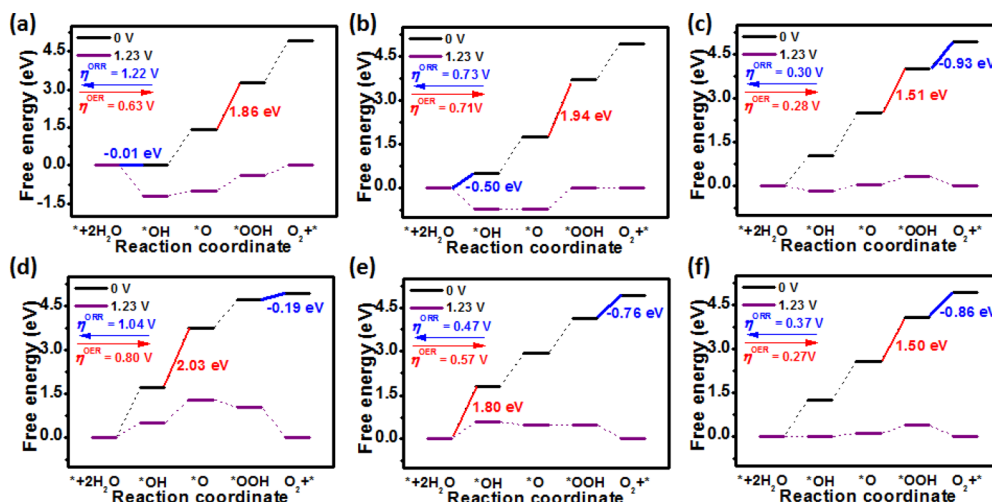 (a)
Free energy (eV)
4.5
3.0
1.5
0.0
-1.5
0 V
1.23 V
η^ORR = 1.22 V
η^OER = 0.63 V
1.86 eV
-0.01 eV
*+2H₂O *OH *O *OOH O₂+*
Reaction coordinate
(b)
Free energy (eV)
4.5
3.0
1.5
0.0
0 V
1.23 V
η^ORR = 0.73 V
η^OER = 0.71V
1.94 eV
-0.50 eV
*+2H₂O *OH *O *OOH O₂+*
Reaction coordinate
(c)
Free energy (eV)
4.5
3.0
1.5
0.0
0 V
1.23 V
η^ORR = 0.30 V
η^OER = 0.28 V
-0.93 eV
1.51 eV
*+2H₂O *OH *O *OOH O₂+*
Reaction coordinate
(d)
Free energy (eV)
4.5
3.0
1.5
0.0
0 V
1.23 V
η^ORR = 1.04 V
η^OER = 0.80 V
-0.19 eV
2.03 eV
*+2H₂O *OH *O *OOH O₂+*
Reaction coordinate
(e)
Free energy (eV)
4.5
3.0
1.5
0.0
0 V
1.23 V
η^ORR = 0.47 V
η^OER = 0.57 V
-0.76 eV
1.80 eV
*+2H₂O *OH *O *OOH O₂+*
Reaction coordinate
(f)
Free energy (eV)
4.5
3.0
1.5
0.0
0 V
1.23 V
η^ORR = 0.37 V
η^OER = 0.27V
-0.86 eV
1.50 eV
*+2H₂O *OH *O *OOH O₂+*
Reaction coordinate